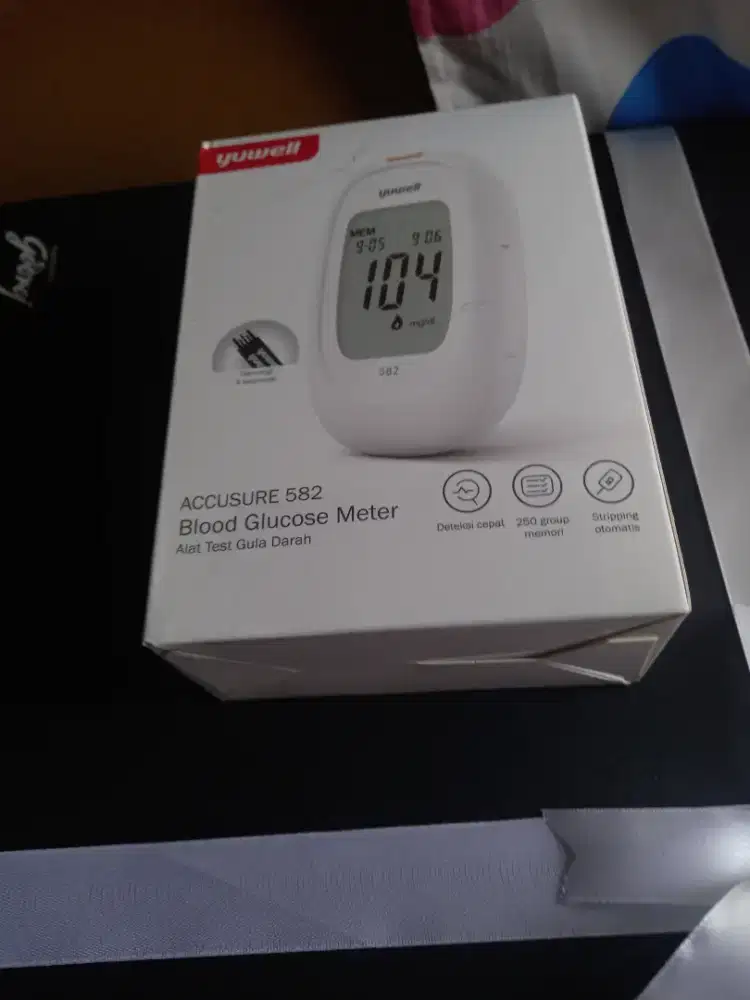 yuwell
yuwell
MEM
9-05 9:06
104
mg/dL
582
ACCUSURE 582
Blood Glucose Meter
Alat Test Gula Darah
Deteksi cepat
250 group
memori
Stripping
otomatis